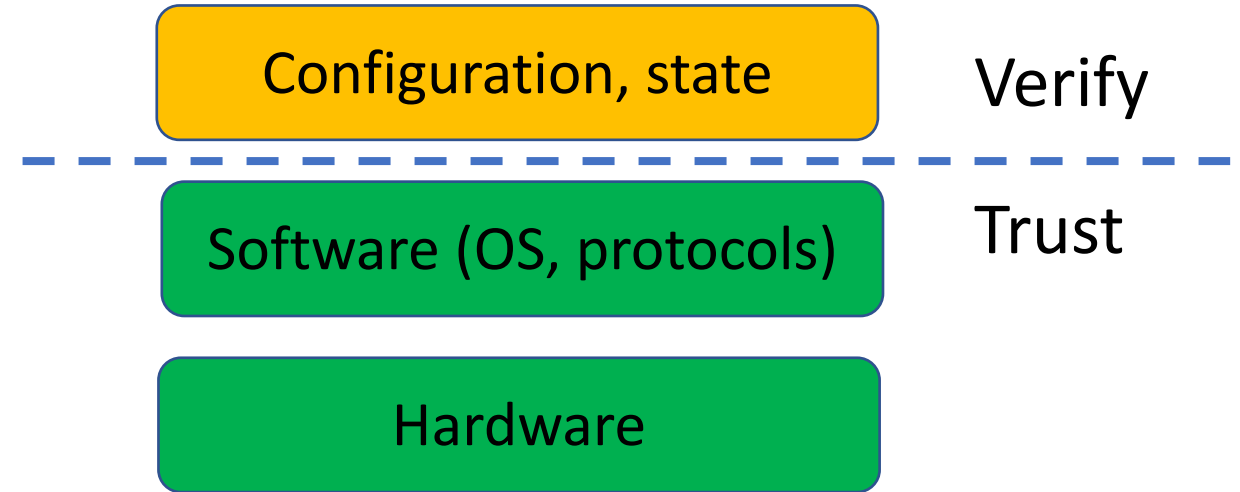 Configuration, state
Verify
Software (OS, protocols)
Trust
Hardware